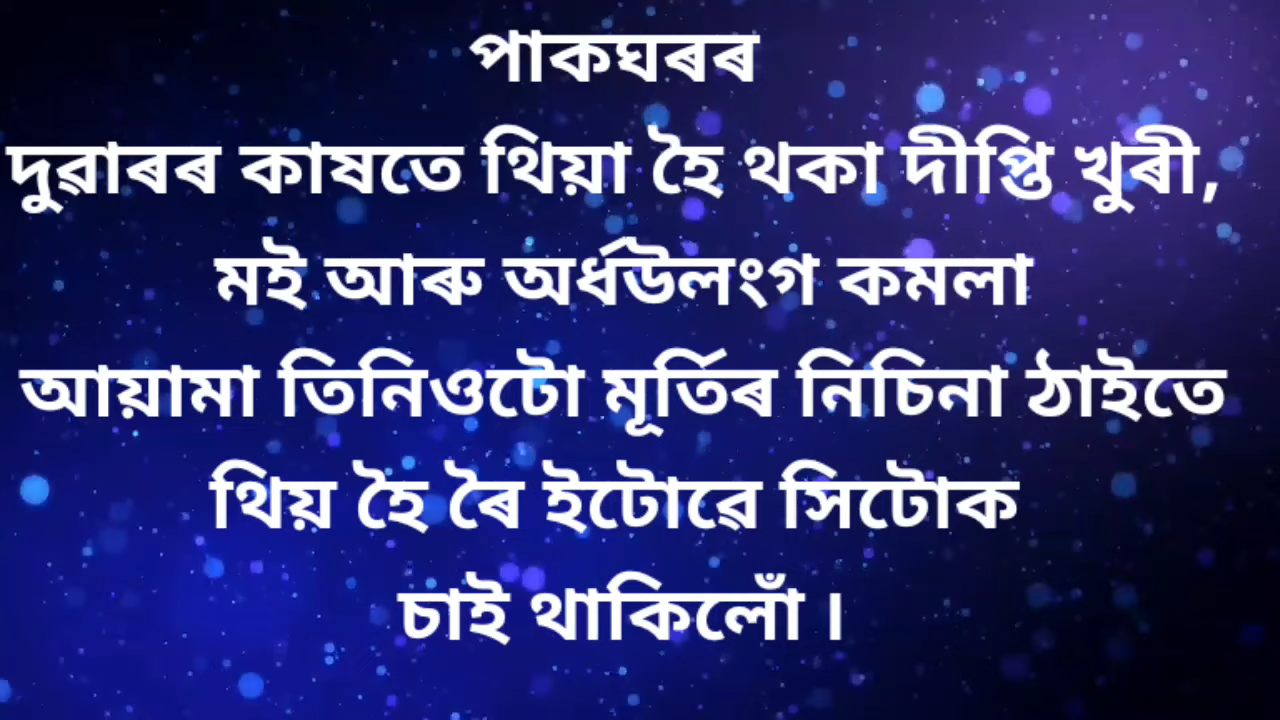 পাকঘৰৰ
দুৱাৰৰ কাষতে থিয়া হৈ থকা দীপ্তি খুৰী,
মই আৰু অৰ্ধউলংগ কমলা
আয়ামা তিনিওটো মূৰ্তিৰ নিচিনা ঠাইতে
থিয় হৈ ৰৈ ইটোৱে সিটোক
চাই থাকিলোঁ ।